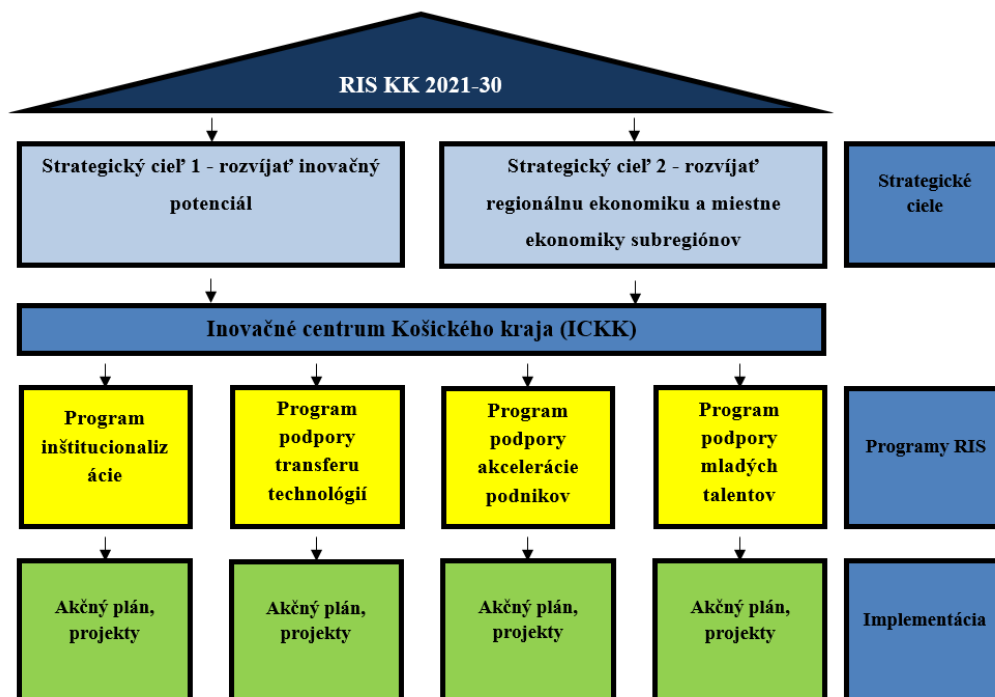 RIS KK 2021-30
Strategický cieľ 1 - rozvíjať inovačný
potenciál
Strategický cieľ 2 - rozvíjať
regionálnu ekonomiku a miestne
ekonomiky subregiónov
Strategické
ciele
Inovačné centrum Košického kraja (ICKK)
Program
inštitucionaliz
ácie
Program
podpory
transferu
technológií
Program
podpory
akcelerácie
podnikov
Program
podpory
mladých
talentov
Programy RIS
Akčný plán,
projekty
Akčný plán,
projekty
Akčný plán,
projekty
Akčný plán,
projekty
Implementácia